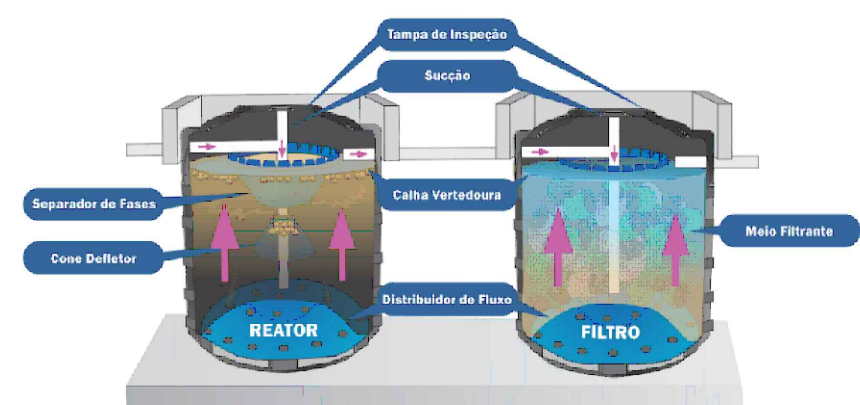 Tampa de Inspeção
Sucção
Separador de Fases
Calha Vertedoura
Meio Filtrante
Cone Defletor
Distribuidor de Fluxo
REATOR
FILTRO